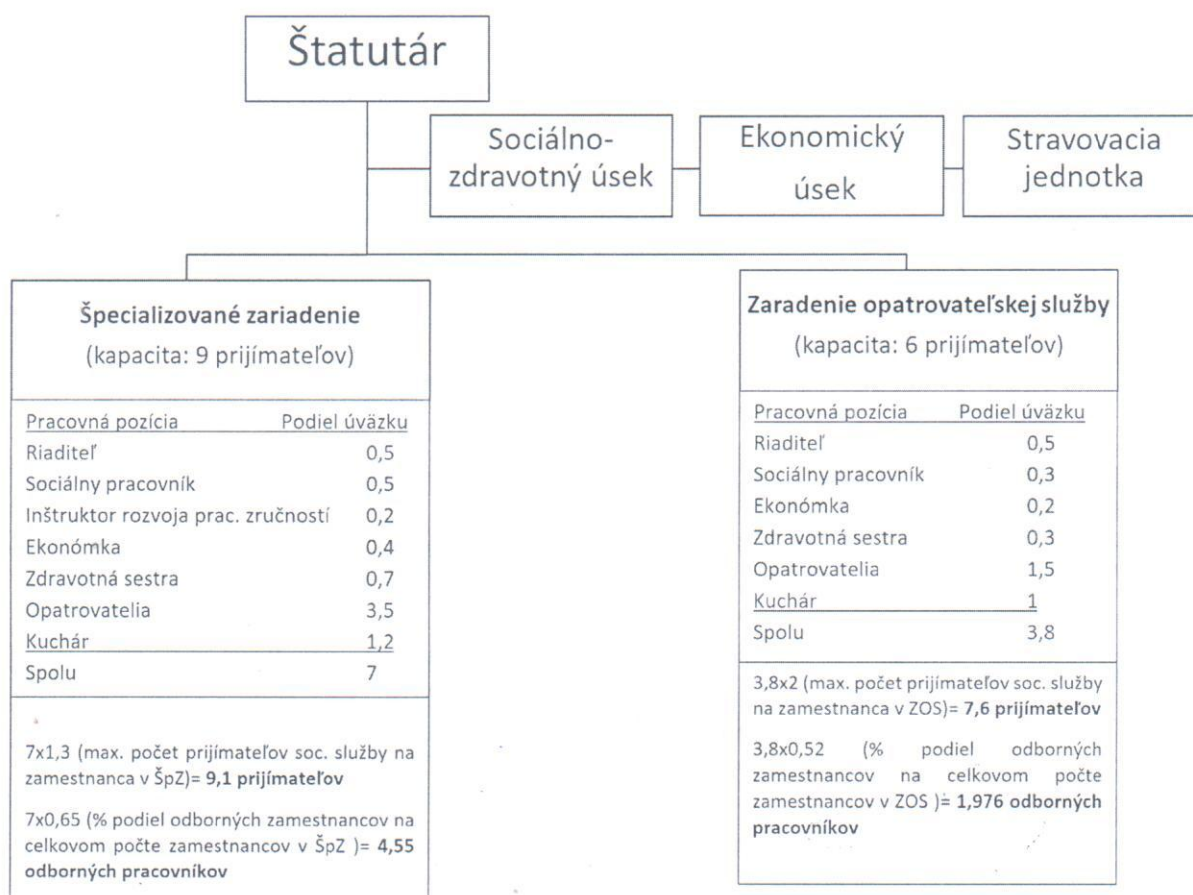 Štatutár
Sociálno-
zdravotný úsek
Ekonomický
úsek
Stravovacia
jednotka
Špecializované zariadenie
(kapacita: 9 prijímateľov)
Pracovná pozícia Podiel úväzku
Riaditeľ 0,5
Sociálny pracovník 0,5
Inštruktor rozvoja prac. zručností 0,2
Ekonómka 0,4
Zdravotná sestra 0,7
Opatrovatelia 3,5
Kuchár 1,2
Spolu 7
7x1,3 (max. počet prijímateľov soc. služby na
zamestnanca v ŠpZ)= 9,1 prijímateľov
7x0,65 (% podiel odborných zamestnancov na
celkovom počte zamestnancov v ŠpZ )= 4,55
odborných pracovníkov
Zaradenie opatrovateľskej služby
(kapacita: 6 prijímateľov)
Pracovná pozícia Podiel úväzku
Riaditeľ 0,5
Sociálny pracovník 0,3
Ekonómka 0,2
Zdravotná sestra 0,3
Opatrovatelia 1,5
Kuchár 1
Spolu 3,8
3,8x2 (max. počet prijímateľov soc. služby
na zamestnanca v ZOS)= 7,6 prijímateľov
3,8x0,52 (% podiel odborných
zamestnancov na celkovom počte
zamestnancov v ZOS )= 1,976 odborných
pracovníkov